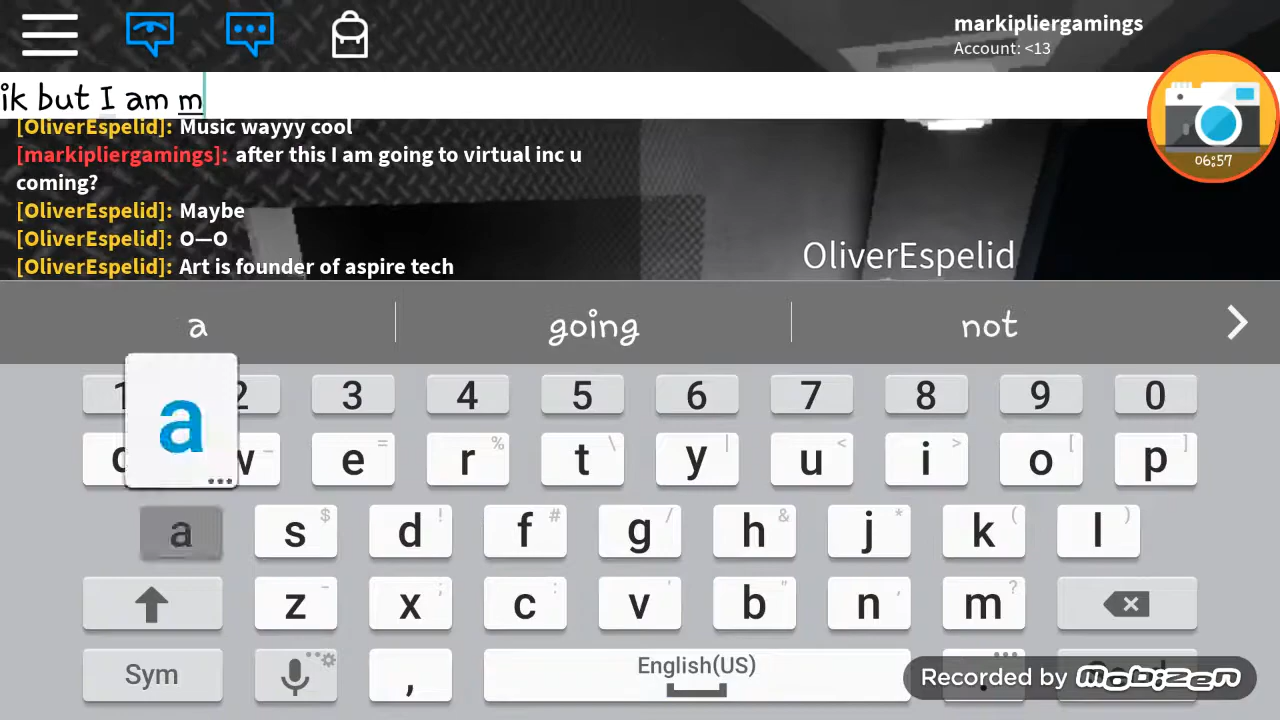 markipliergamings
Account: <13
ik but I am m
[OliverEspelid]: Music wayyy cool
[markipliergamings]: after this I am going to virtual inc u
coming?
[OliverEspelid]: Maybe
[OliverEspelid]: O—O
[OliverEspelid]: Art is founder of aspire tech
OliverEspelid
06:57
a going not
1 2 3 4 5 6 7 8 9 0
a
w e r t y u i o p
a s d f g h j k l
z x c v b n m
Sym , English(US)
Recorded by mobizen